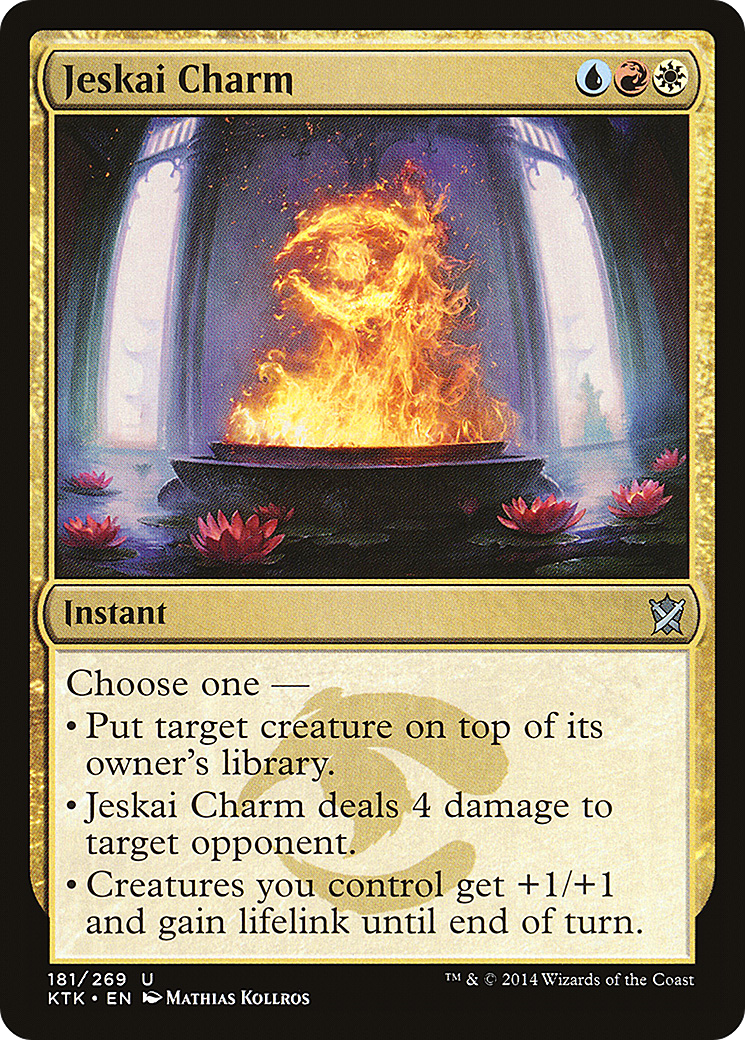 Jeskai Charm
Instant
Choose one —
• Put target creature on top of its
owner's library.
• Jeskai Charm deals 4 damage to
target opponent.
• Creatures you control get +1/+1
and gain lifelink until end of turn.
181/269 U
™ & © 2014 Wizards of the Coast
KTK • EN Mathias Kollros